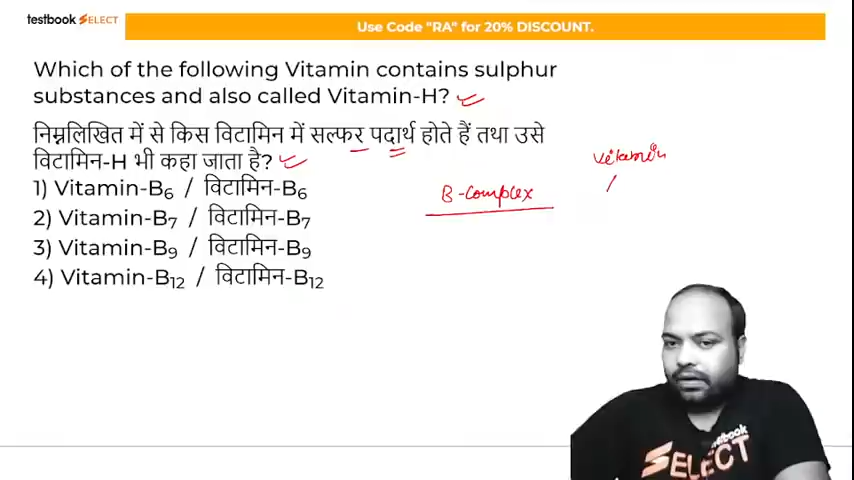 testbook SELECT
Use Code "RA" for 20% DISCOUNT.
Which of the following Vitamin contains sulphur
substances and also called Vitamin-H?
निम्नलिखित में से किस विटामिन में सल्फर पदार्थ होते हैं तथा उसे
विटामिन-H भी कहा जाता है?
vitamin
1) Vitamin-B6 / विटामिन-B6
B-complex
2) Vitamin-B7 / विटामिन-B7
3) Vitamin-B9 / विटामिन-B9
4) Vitamin-B12 / विटामिन-B12
testbook
SELECT